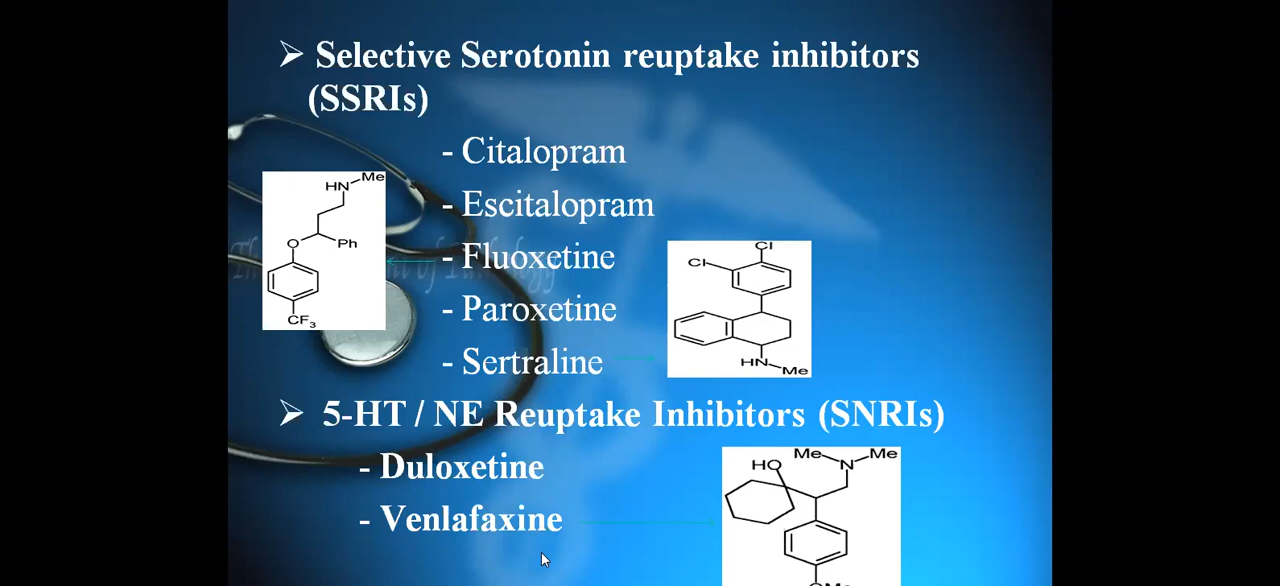 ➢ Selective Serotonin reuptake inhibitors
(SSRIs)
- Citalopram
- Escitalopram
- Fluoxetine
- Paroxetine
- Sertraline
HN Me
O Ph
CF3
Cl
Cl
HN Me
➢ 5-HT / NE Reuptake Inhibitors (SNRIs)
- Duloxetine
- Venlafaxine
Me N Me
HO